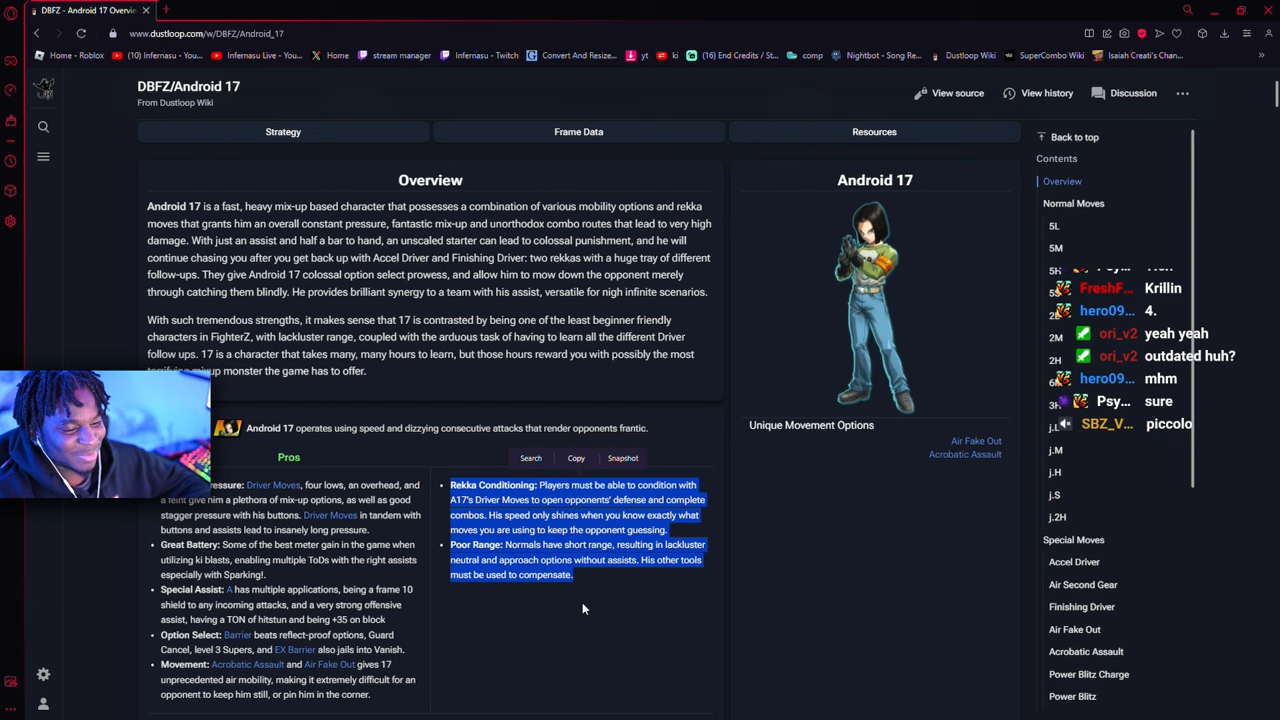 DBFZ - Android 17 Overvi
www.dustloop.com/w/DBFZ/Android_17
Home - Roblox
(10) Infernasu - YouTube
Infernasu Live - YouTube
Home
stream manager
Infernasu - Twitch
Convert And Resize...
yt
ki
(16) End Credits / St...
comp
Nightbot - Song Re...
Dustloop Wiki
SuperCombo Wiki
Isaiah Creati's Chan...
DBFZ/Android 17
From Dustloop Wiki
View source
View history
Discussion
Strategy
Frame Data
Resources
Overview
Android 17 is a fast, heavy mix-up based character that possesses a combination of various mobility options and rekka
moves that grants him an overall constant pressure, fantastic mix-up and unorthodox combo routes that lead to very high
damage. With just an assist and half a bar to hand, an unscaled starter can lead to colossal punishment, and he will
continue chasing you after you get back up with Accel Driver and Finishing Driver: two rekkas with a huge tray of different
follow-ups. They give Android 17 colossal option select prowess, and allow him to mow down the opponent merely
through catching them blindly. He provides brilliant synergy to a team with his assist, versatile for nigh infinite scenarios.
With such tremendous strengths, it makes sense that 17 is contrasted by being one of the least beginner friendly
characters in FighterZ, with lackluster range, coupled with the arduous task of having to learn all the different Driver
follow ups. 17 is a character that takes many, many hours to learn, but those hours reward you with possibly the most
terrifying mixup monster the game has to offer.
Android 17 operates using speed and dizzying consecutive attacks that render opponents frantic.
Pros
Search
Copy
Snapshot
pressure: Driver Moves, four lows, an overhead, and
a feint give him a plethora of mix-up options, as well as good
stagger pressure with his buttons. Driver Moves in tandem with
buttons and assists lead to insanely long pressure.
Great Battery: Some of the best meter gain in the game when
utilizing ki blasts, enabling multiple ToDs with the right assists
especially with Sparking!.
Special Assist: A has multiple applications, being a frame 10
shield to any incoming attacks, and a very strong offensive
assist, having a TON of hitstun and being +35 on block
Option Select: Barrier beats reflect-proof options, Guard
Cancel, level 3 Supers, and EX Barrier also jails into Vanish.
Movement: Acrobatic Assault and Air Fake Out gives 17
unprecedented air mobility, making it extremely difficult for an
opponent to keep him still, or pin him in the corner.
Rekka Conditioning: Players must be able to condition with
A17's Driver Moves to open opponents' defense and complete
combos. His speed only shines when you know exactly what
moves you are using to keep the opponent guessing.
Poor Range: Normals have short range, resulting in lackluster
neutral and approach options without assists. His other tools
must be used to compensate.
Android 17
Unique Movement Options
Air Fake Out
Acrobatic Assault
Back to top
Contents
Overview
Normal Moves
5L
5M
5H
2M
2H
j.M
j.H
j.S
j.2H
Special Moves
Accel Driver
Air Second Gear
Finishing Driver
Air Fake Out
Acrobatic Assault
Power Blitz Charge
Power Blitz
FreshF... Krillin
hero09... 4.
ori_v2 yeah yeah
ori_v2 outdated huh?
hero09... mhm
Psy... sure
SBZ_V... piccolo